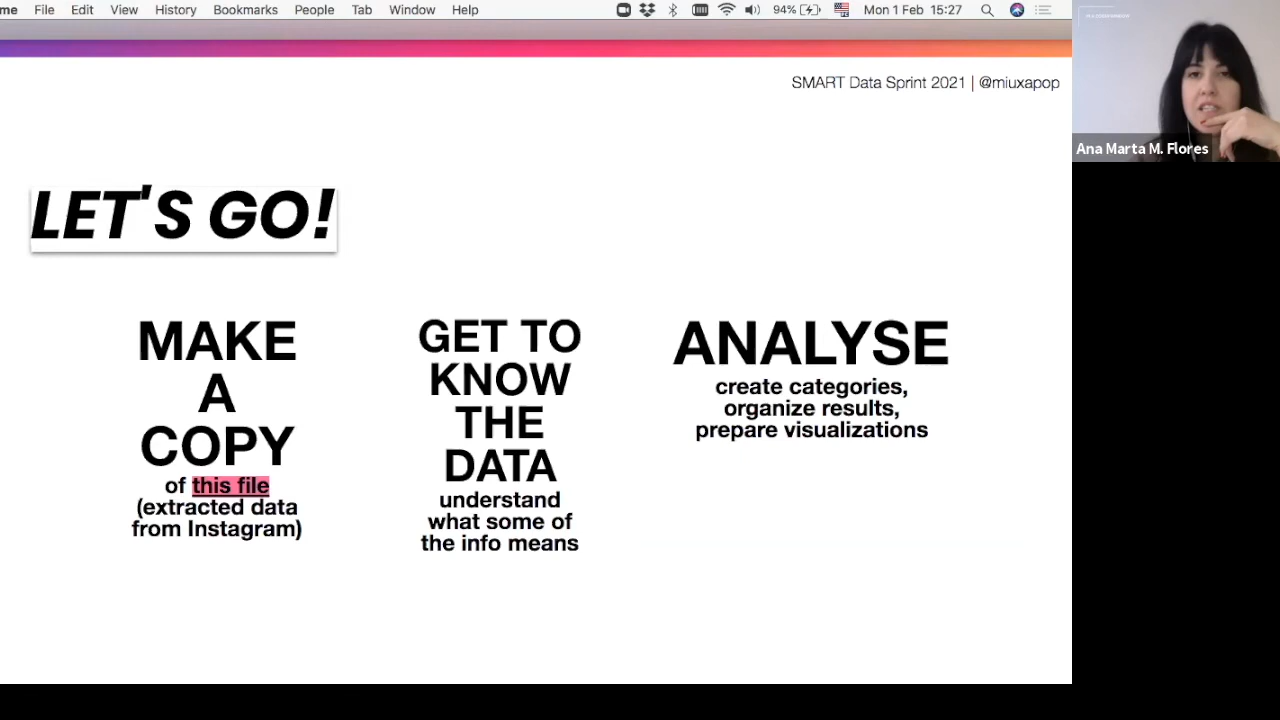 me File Edit View History Bookmarks People Tab Window Help 94% Mon 1 Feb 15:27
SMART Data Sprint 2021 | @miuxapop
Ana Marta M. Flores
LET'S GO!
MAKE
A
COPY
of this file
(extracted data
from Instagram)
GET TO
KNOW
THE
DATA
understand
what some of
the info means
ANALYSE
create categories,
organize results,
prepare visualizations